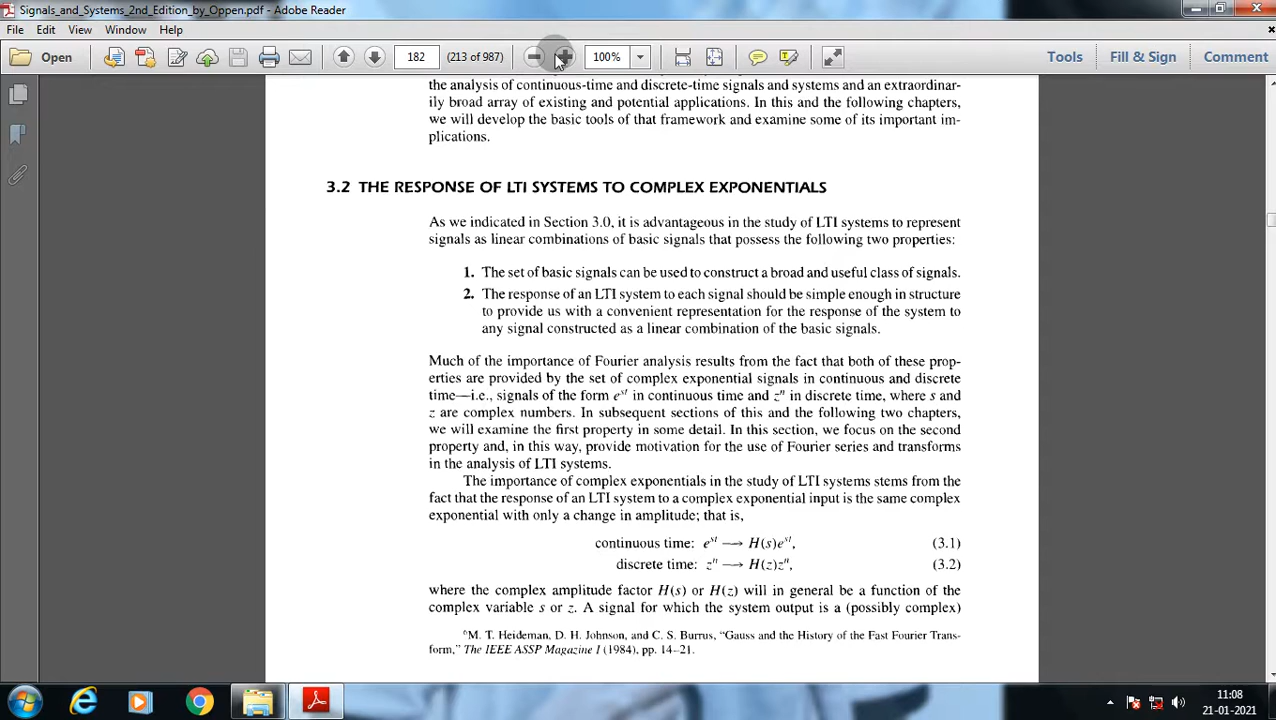 Signals_and_Systems_2nd_Edition_by_Oppen.pdf - Adobe Reader
File Edit View Window Help
Open 182 (213 of 987) 100% Tools Fill & Sign Comment
the analysis of continuous-time and discrete-time signals and systems and an extraordinar-
ily broad array of existing and potential applications. In this and the following chapters,
we will develop the basic tools of that framework and examine some of its important im-
plications.
3.2 THE RESPONSE OF LTI SYSTEMS TO COMPLEX EXPONENTIALS
As we indicated in Section 3.0, it is advantageous in the study of LTI systems to represent
signals as linear combinations of basic signals that possess the following two properties:
1. The set of basic signals can be used to construct a broad and useful class of signals.
2. The response of an LTI system to each signal should be simple enough in structure
to provide us with a convenient representation for the response of the system to
any signal constructed as a linear combination of the basic signals.
Much of the importance of Fourier analysis results from the fact that both of these prop-
erties are provided by the set of complex exponential signals in continuous and discrete
time—i.e., signals of the form e^{st} in continuous time and z^n in discrete time, where s and
z are complex numbers. In subsequent sections of this and the following two chapters,
we will examine the first property in some detail. In this section, we focus on the second
property and, in this way, provide motivation for the use of Fourier series and transforms
in the analysis of LTI systems.
The importance of complex exponentials in the study of LTI systems stems from the
fact that the response of an LTI system to a complex exponential input is the same complex
exponential with only a change in amplitude; that is,
continuous time: e^{st} ⟶ H(s)e^{st}, (3.1)
discrete time: z^n ⟶ H(z)z^n, (3.2)
where the complex amplitude factor H(s) or H(z) will in general be a function of the
complex variable s or z. A signal for which the system output is a (possibly complex)
⁶M. T. Heideman, D. H. Johnson, and C. S. Burrus, "Gauss and the History of the Fast Fourier Trans-
form," The IEEE ASSP Magazine 1 (1984), pp. 14–21.
11:08
21-01-2021